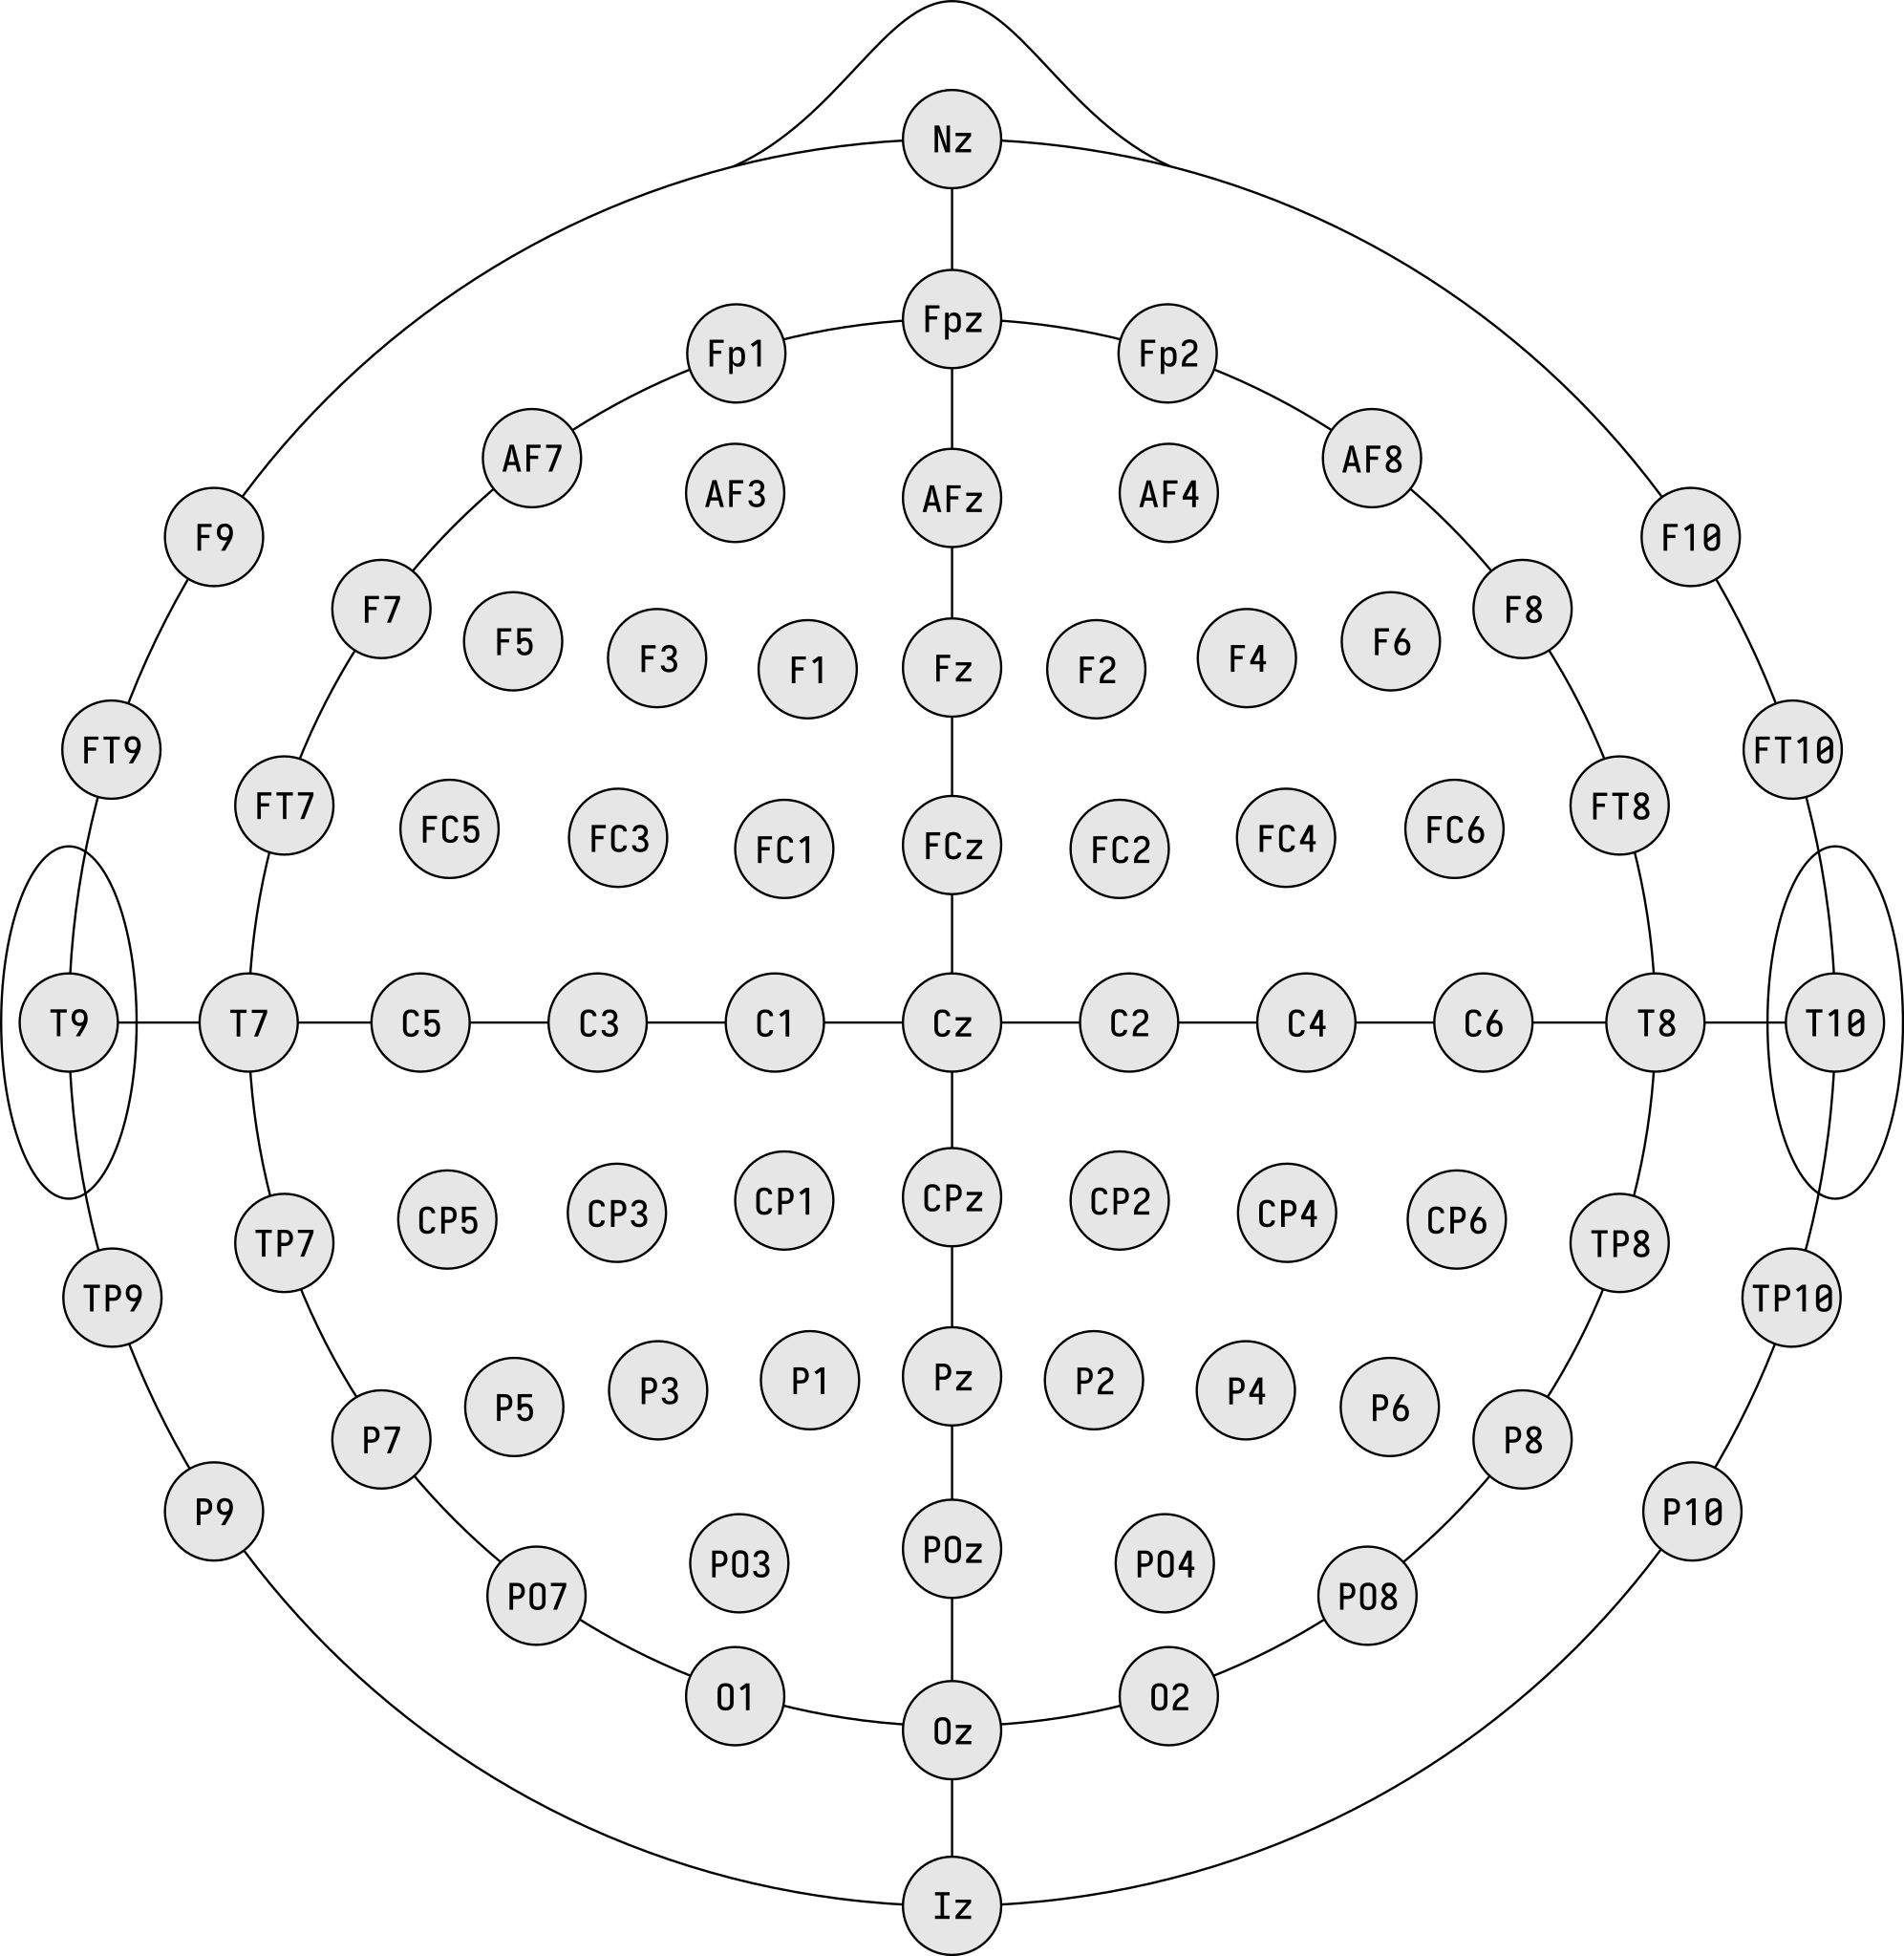 Nz
Fpz
Fp1 Fp2
AF7 AF8
AF3 AFz AF4
F9 F10
F7 F8
F5 F3 F1 Fz F2 F4 F6
FT9 FT10
FT7 FT8
FC5 FC3 FC1 FCz FC2 FC4 FC6
T9 T7 C5 C3 C1 Cz C2 C4 C6 T8 T10
CP5 CP3 CP1 CPz CP2 CP4 CP6
TP7 TP8
TP9 TP10
P5 P3 P1 Pz P2 P4 P6
P7 P8
P9 P10
PO3 POz PO4
PO7 PO8
O1 O2
Oz
Iz